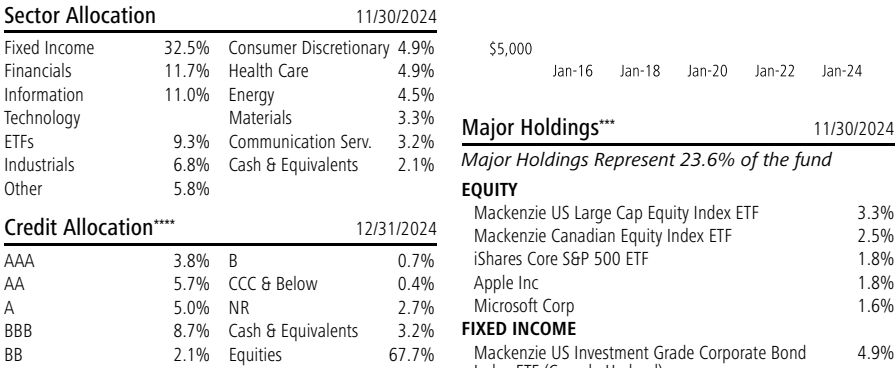 Sector Allocation 11/30/2024
Fixed Income 32.5% Consumer Discretionary 4.9%
Financials 11.7% Health Care 4.9%
Information 11.0% Energy 4.5%
Technology Materials 3.3%
ETFs 9.3% Communication Serv. 3.2%
Industrials 6.8% Cash & Equivalents 2.1%
Other 5.8%
Credit Allocation**** 12/31/2024
AAA 3.8% B 0.7%
AA 5.7% CCC & Below 0.4%
A 5.0% NR 2.7%
BBB 8.7% Cash & Equivalents 3.2%
BB 2.1% Equities 67.7%
$5,000
Jan-16 Jan-18 Jan-20 Jan-22 Jan-24
Major Holdings*** 11/30/2024
Major Holdings Represent 23.6% of the fund
EQUITY
Mackenzie US Large Cap Equity Index ETF 3.3%
Mackenzie Canadian Equity Index ETF 2.5%
iShares Core S&P 500 ETF 1.8%
Apple Inc 1.8%
Microsoft Corp 1.6%
FIXED INCOME
Mackenzie US Investment Grade Corporate Bond 4.9%